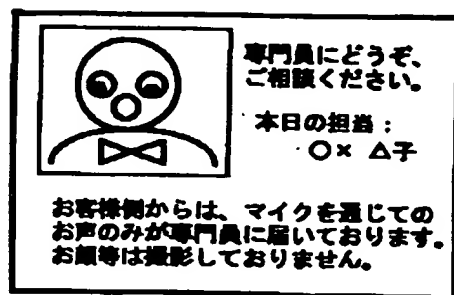 専門員にどうぞ、
ご相談ください。
本日の担当：
○× △子
お客様側からは、マイクを通じての
お声のみが専門員に届いております。
お顔等は撮影しておりません。